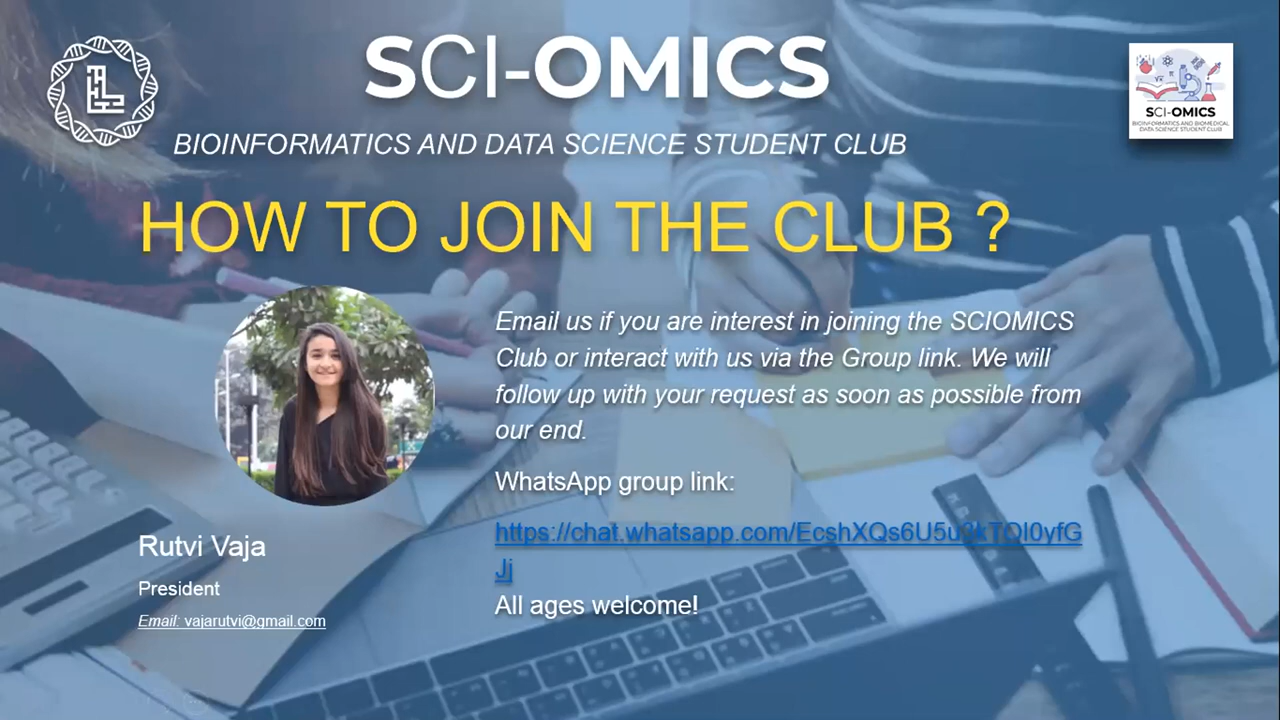 SCI-OMICS
BIOINFORMATICS AND DATA SCIENCE STUDENT CLUB
SCI-OMICS
BIOINFORMATICS AND BIOMEDICAL
DATA SCIENCE STUDENT CLUB
HOW TO JOIN THE CLUB ?
Email us if you are interest in joining the SCIOMICS
Club or interact with us via the Group link. We will
follow up with your request as soon as possible from
our end.
WhatsApp group link:
Jj
All ages welcome!
Rutvi Vaja
President
Email: vajarutvi@gmail.com